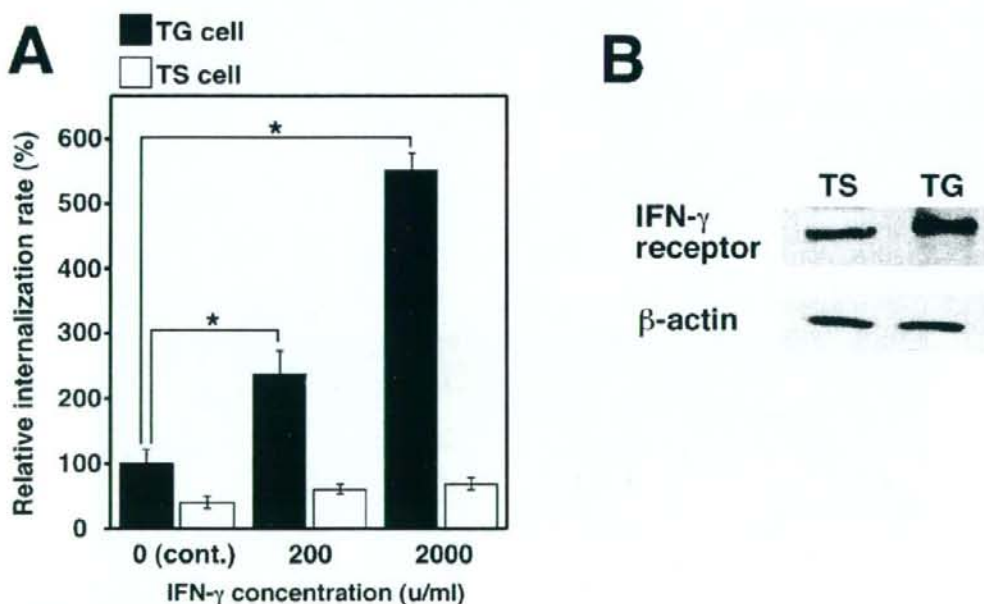 A
TG cell
TS cell
Relative internalization rate (%)
600
500
400
300
200
100
0
*
*
0 (cont.) 200 2000
IFN-γ concentration (u/ml)
B
TS TG
IFN-γ
receptor
β-actin